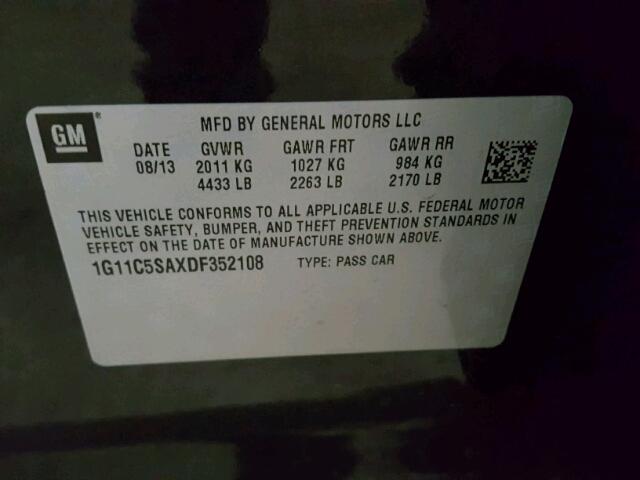 GM
MFD BY GENERAL MOTORS LLC
DATE GVWR GAWR FRT GAWR RR
08/13 2011 KG 1027 KG 984 KG
4433 LB 2263 LB 2170 LB
THIS VEHICLE CONFORMS TO ALL APPLICABLE U.S. FEDERAL MOTOR
VEHICLE SAFETY, BUMPER, AND THEFT PREVENTION STANDARDS IN
EFFECT ON THE DATE OF MANUFACTURE SHOWN ABOVE.
1G11C5SAXDF352108 TYPE: PASS CAR